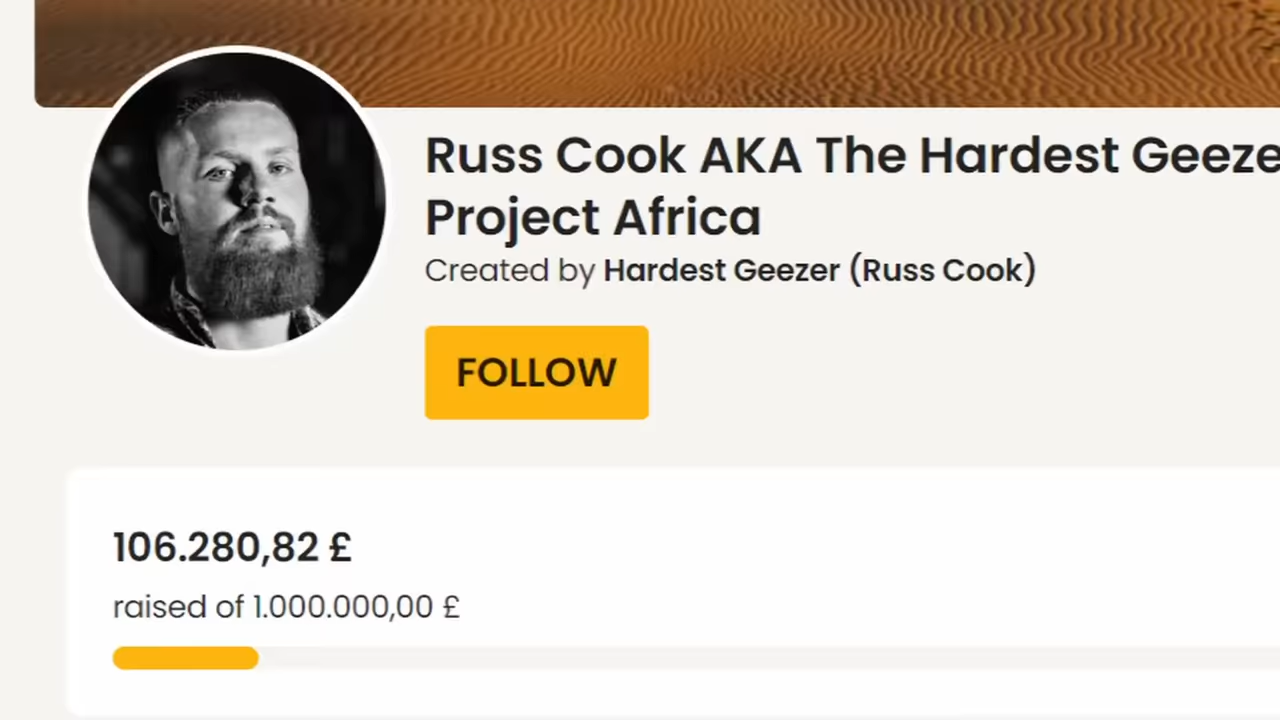 Russ Cook AKA The Hardest Geeze
Project Africa
Created by Hardest Geezer (Russ Cook)
FOLLOW
106.280,82 £
raised of 1.000.000,00 £